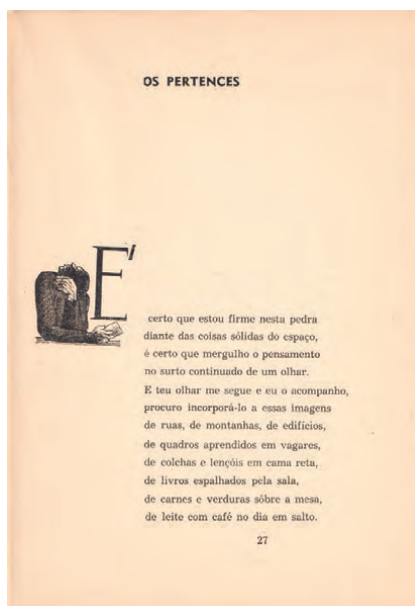 OS PERTENCES
É
certo que estou firme nesta pedra
diante das coisas sólidas do espaço,
é certo que mergulho o pensamento
no surto continuado de um olhar.
E teu olhar me segue e eu o acompanho,
procuro incorporá-lo a essas imagens
de ruas, de montanhas, de edifícios,
de quadros aprendidos em vagares,
de colchas e lençóis em cama reta,
de livros espalhados pela sala,
de carnes e verduras sôbre a mesa,
de leite com café no dia em salto.
27